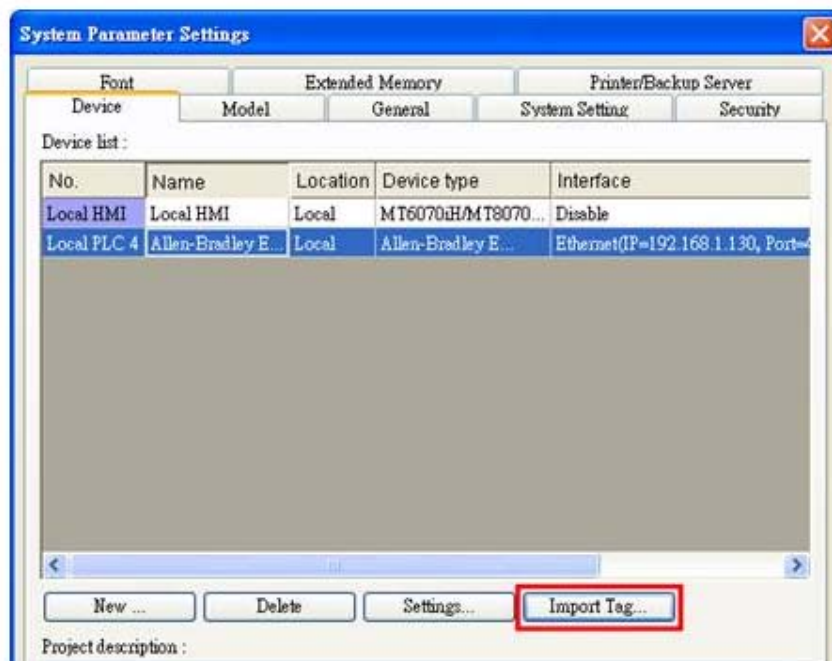 System Parameter Settings
Font Extended Memory Printer/Backup Server
Device Model General System Setting Security
Device list :
No. Name Location Device type Interface
Local HMI Local HMI Local MT6070iH/MT8070... Disable
Local PLC 4 Allen-Bradley E... Local Allen-Bradley E... Ethernet(IP=192.168.1.130, Port=4
New ... Delete Settings... Import Tag...
Project description :